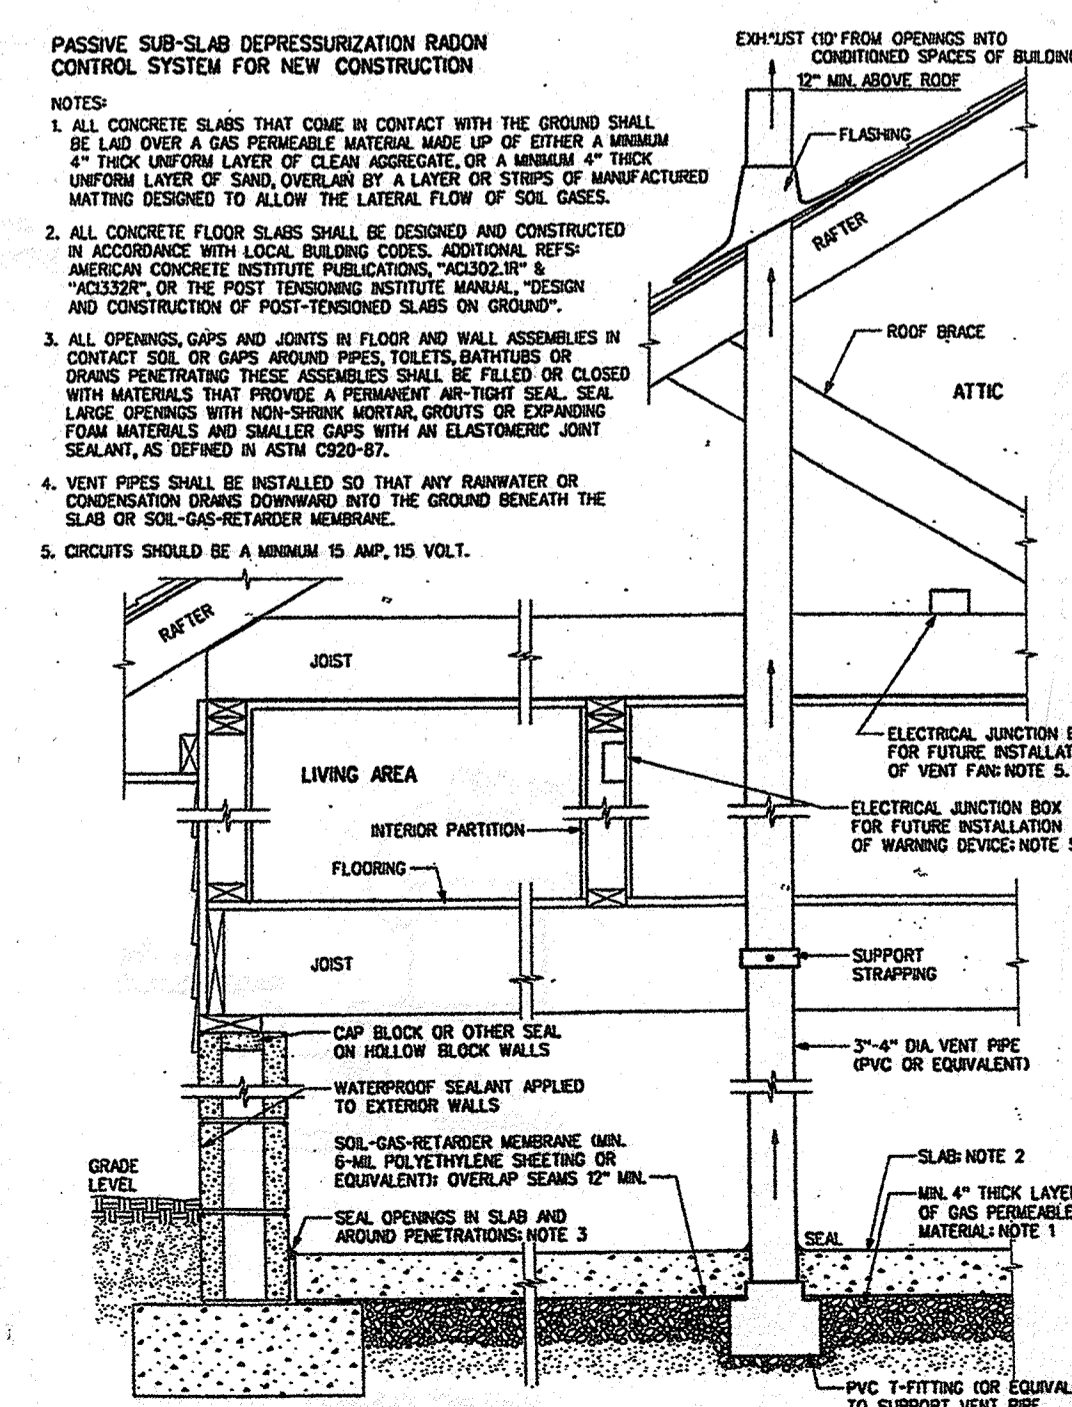 PASSIVE SUB-SLAB DEPRESSURIZATION RADON
CONTROL SYSTEM FOR NEW CONSTRUCTION
NOTES:
1. ALL CONCRETE SLABS THAT COME IN CONTACT WITH THE GROUND SHALL
BE LAID OVER A GAS PERMEABLE MATERIAL MADE UP OF EITHER A MINIMUM
4" THICK UNIFORM LAYER OF CLEAN AGGREGATE, OR A MINIMUM 4" THICK
UNIFORM LAYER OF SAND, OVERLAIN BY A LAYER OR STRIPS OF MANUFACTURED
MATTING DESIGNED TO ALLOW THE LATERAL FLOW OF SOIL GASES.
2. ALL CONCRETE FLOOR SLABS SHALL BE DESIGNED AND CONSTRUCTED
IN ACCORDANCE WITH LOCAL BUILDING CODES. ADDITIONAL REFS:
AMERICAN CONCRETE INSTITUTE PUBLICATIONS, "ACI302.1R" &
"ACI332R", OR THE POST TENSIONING INSTITUTE MANUAL, "DESIGN
AND CONSTRUCTION OF POST-TENSIONED SLABS ON GROUND".
3. ALL OPENINGS, GAPS AND JOINTS IN FLOOR AND WALL ASSEMBLIES IN
CONTACT SOIL OR GAPS AROUND PIPES, TOILETS, BATHTUBS OR
DRAINS PENETRATING THESE ASSEMBLIES SHALL BE FILLED OR CLOSED
WITH MATERIALS THAT PROVIDE A PERMANENT AIR-TIGHT SEAL. SEAL
LARGE OPENINGS WITH NON-SHRINK MORTAR, GROUTS OR EXPANDING
FOAM MATERIALS AND SMALLER GAPS WITH AN ELASTOMERIC JOINT
SEALANT, AS DEFINED IN ASTM C920-87.
4. VENT PIPES SHALL BE INSTALLED SO THAT ANY RAINWATER OR
CONDENSATION DRAINS DOWNWARD INTO THE GROUND BENEATH THE
SLAB OR SOIL-GAS-RETARDER MEMBRANE.
5. CIRCUITS SHOULD BE A MINIMUM 15 AMP, 115 VOLT.
EXHAUST (10' FROM OPENINGS INTO
CONDITIONED SPACES OF BUILDING
12" MIN. ABOVE ROOF
FLASHING
RAFTER
ROOF BRACE
ATTIC
RAFTER
JOIST
ELECTRICAL JUNCTION B
FOR FUTURE INSTALLAT
OF VENT FAN; NOTE 5.
LIVING AREA
ELECTRICAL JUNCTION BOX
FOR FUTURE INSTALLATION
OF WARNING DEVICE; NOTE 5
INTERIOR PARTITION
FLOORING
JOIST
SUPPORT
STRAPPING
CAP BLOCK OR OTHER SEAL
ON HOLLOW BLOCK WALLS
3"-4" DIA. VENT PIPE
(PVC OR EQUIVALENT)
WATERPROOF SEALANT APPLIED
TO EXTERIOR WALLS
SOIL-GAS-RETARDER MEMBRANE (MIN.
6-MIL POLYETHYLENE SHEETING OR
EQUIVALENT); OVERLAP SEAMS 12" MIN.
GRADE
LEVEL
SLAB; NOTE 2
MIN. 4" THICK LAYER
OF GAS PERMEABLE
MATERIAL; NOTE 1
SEAL OPENINGS IN SLAB AND
AROUND PENETRATIONS; NOTE 3
SEAL
PVC T-FITTING (OR EQUIVAL
TO SUPPORT VENT PIPE